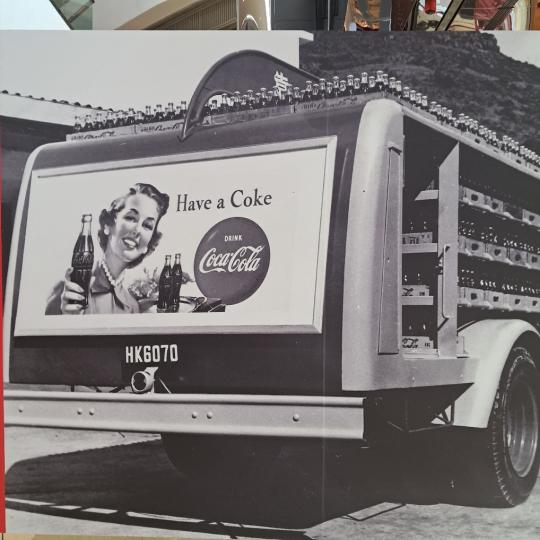 Have a Coke
DRINK
Coca-Cola
HK6070